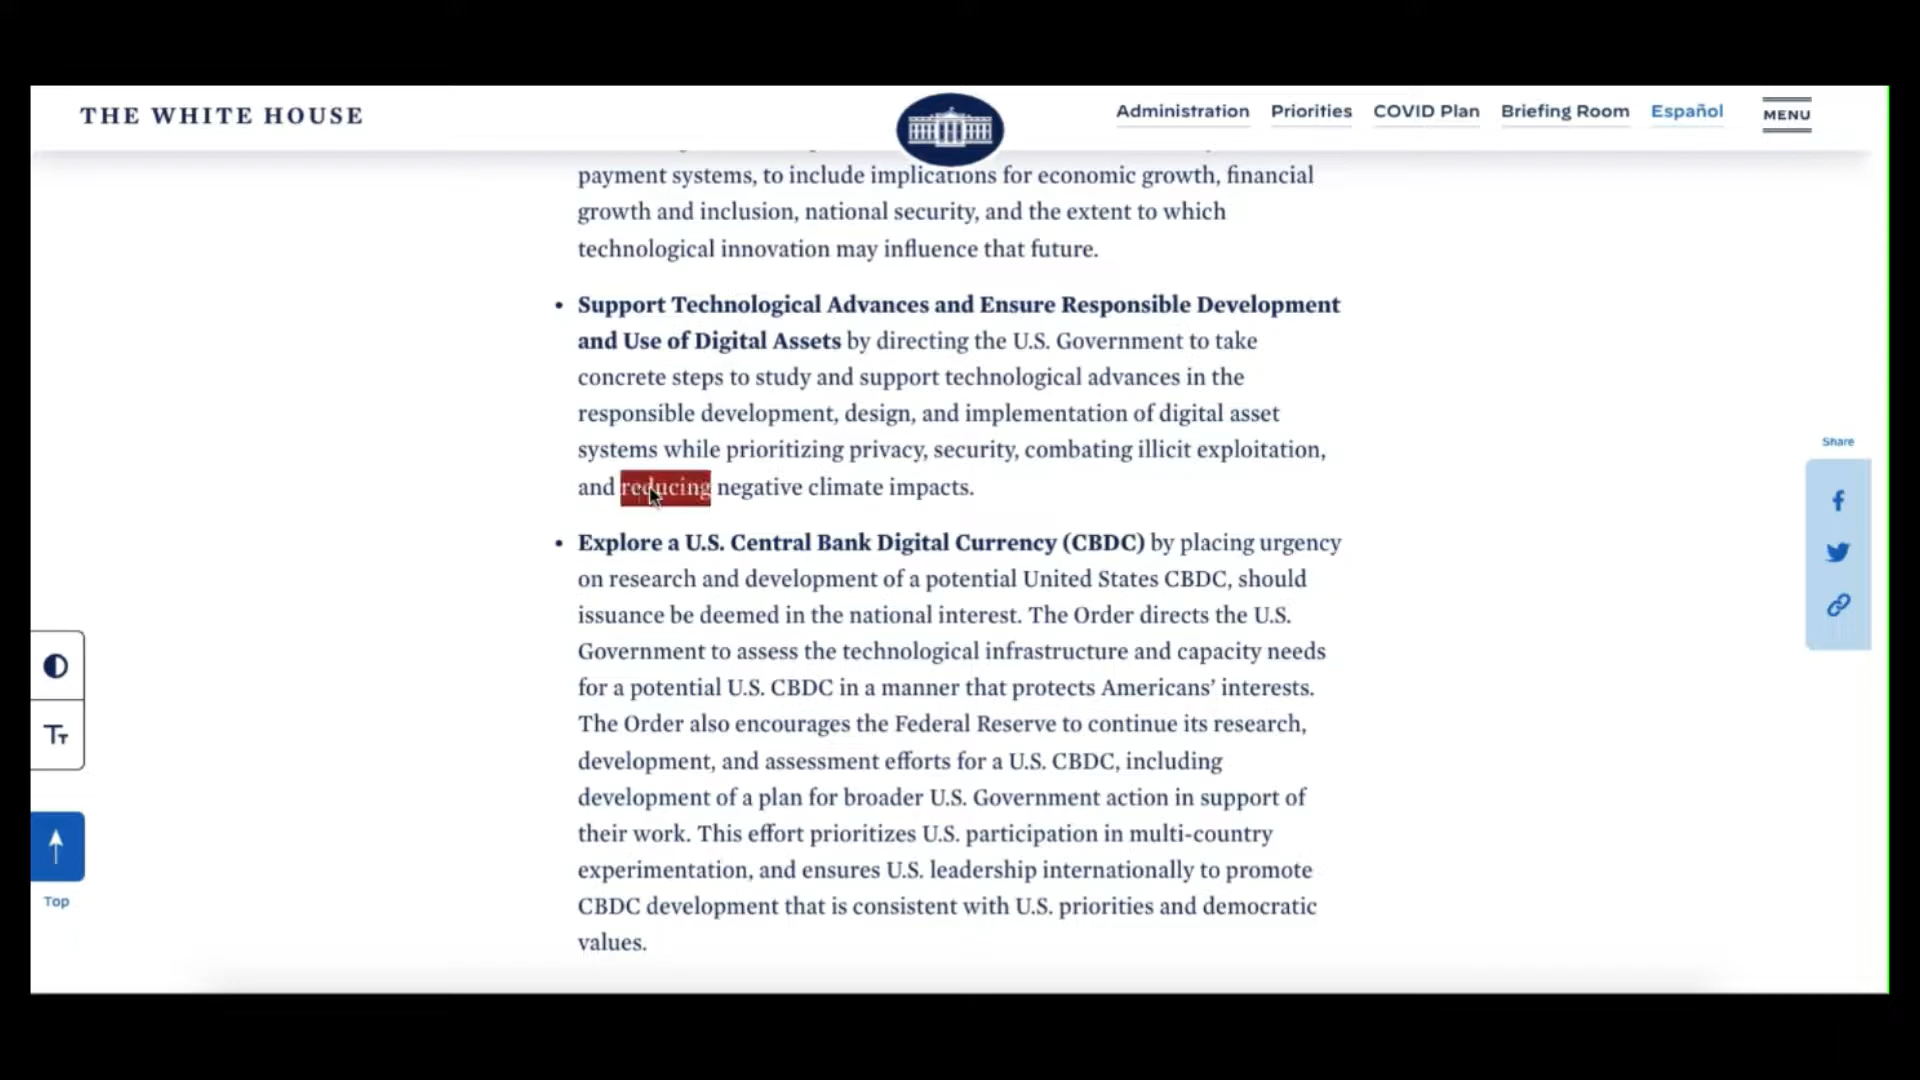 THE WHITE HOUSE
Administration Priorities COVID Plan Briefing Room Español MENU
payment systems, to include implications for economic growth, financial
growth and inclusion, national security, and the extent to which
technological innovation may influence that future.
• Support Technological Advances and Ensure Responsible Development
and Use of Digital Assets by directing the U.S. Government to take
concrete steps to study and support technological advances in the
responsible development, design, and implementation of digital asset
systems while prioritizing privacy, security, combating illicit exploitation,
and reducing negative climate impacts.
• Explore a U.S. Central Bank Digital Currency (CBDC) by placing urgency
on research and development of a potential United States CBDC, should
issuance be deemed in the national interest. The Order directs the U.S.
Government to assess the technological infrastructure and capacity needs
for a potential U.S. CBDC in a manner that protects Americans’ interests.
The Order also encourages the Federal Reserve to continue its research,
development, and assessment efforts for a U.S. CBDC, including
development of a plan for broader U.S. Government action in support of
their work. This effort prioritizes U.S. participation in multi-country
experimentation, and ensures U.S. leadership internationally to promote
CBDC development that is consistent with U.S. priorities and democratic
values.
Share
TT
Top